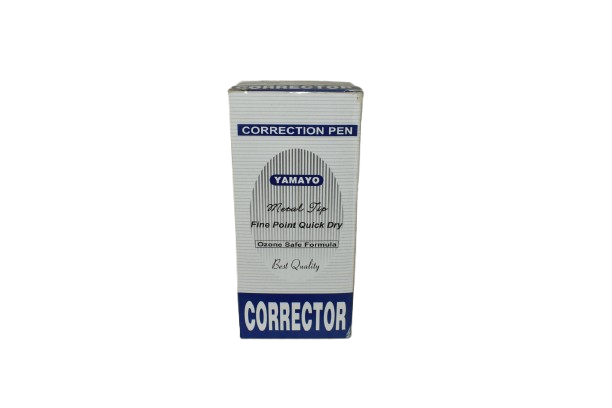 CORRECTOR
CORRECTION PEN
YAMAYO
Metal Tip
Fine Point Quick Dry
Ozone Safe Formula
Best Quality
CORRECTOR